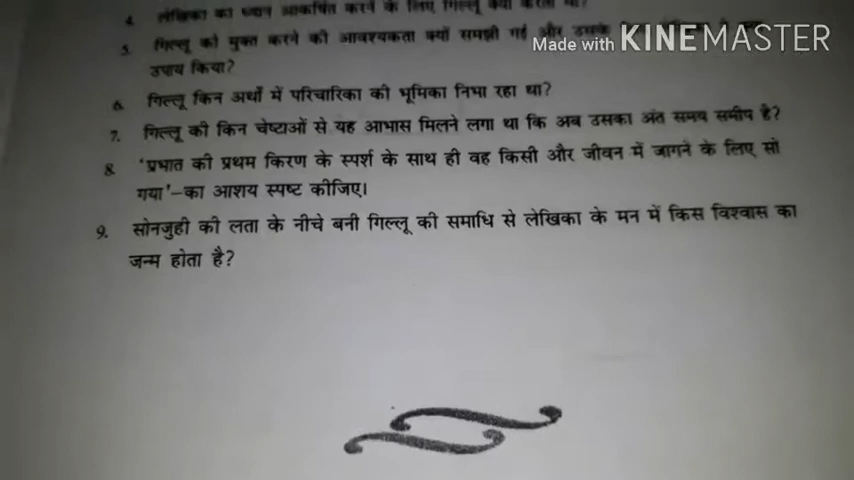 4. लेखिका का ध्यान आकर्षित करने के लिए गिल्लू क्या करता था?
5. गिल्लू को मुक्त करने की आवश्यकता क्यों समझी गई और उसके
उपाय किया?
6. गिल्लू किन अर्थों में परिचारिका की भूमिका निभा रहा था?
7. गिल्लू की किन चेष्टाओं से यह आभास मिलने लगा था कि अब उसका अंत समय समीप है?
8. 'प्रभात की प्रथम किरण के स्पर्श के साथ ही वह किसी और जीवन में जागने के लिए सो
गया'-का आशय स्पष्ट कीजिए।
9. सोनजुही की लता के नीचे बनी गिल्लू की समाधि से लेखिका के मन में किस विश्वास का
जन्म होता है?
Made with KINEMASTER